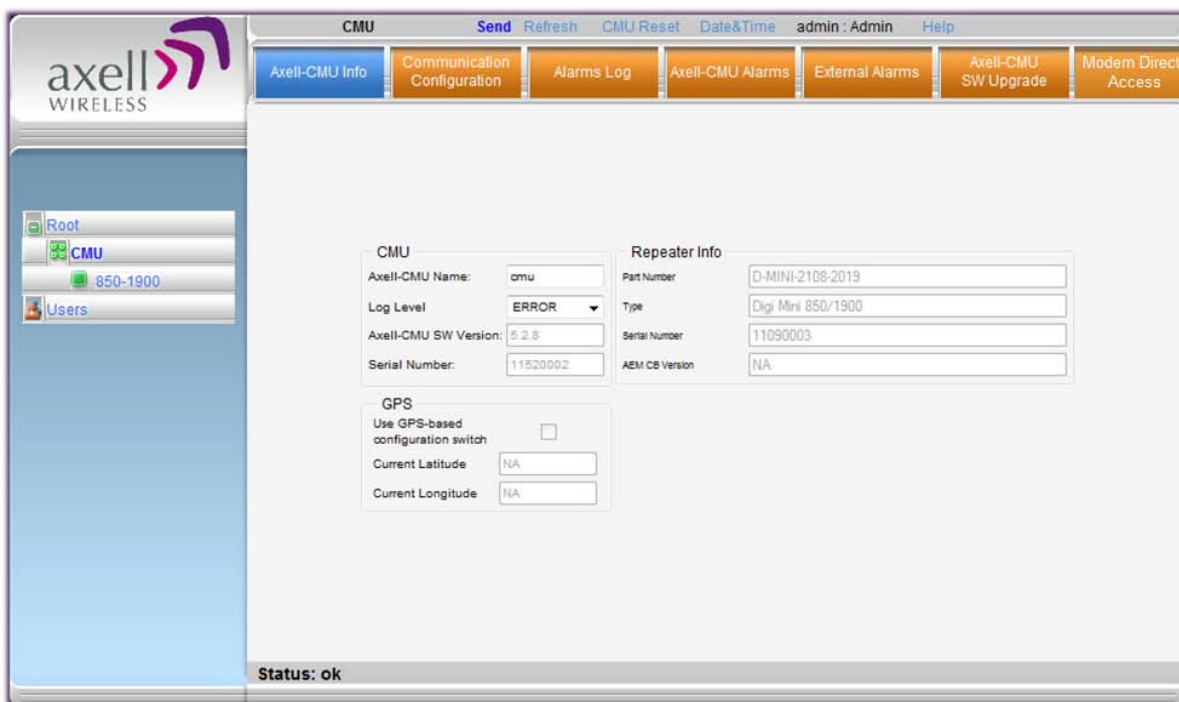 axell
WIRELESS
CMU Send Refresh CMU Reset Date&Time admin : Admin Help
Axell-CMU Info
Communication
Configuration
Alarms Log
Axell-CMU Alarms
External Alarms
Axell-CMU
SW Upgrade
Modem Direct
Access
Root
CMU
850-1900
Users
CMU
Axell-CMU Name: cmu
Log Level ERROR
Axell-CMU SW Version: 5.2.8
Serial Number: 11520002
Repeater Info
Part Number D-MINI-2108-2019
Type Digi Mini 850/1900
Serial Number 11090003
AEM CB Version NA
GPS
Use GPS-based
configuration switch
Current Latitude NA
Current Longitude NA
Status: ok